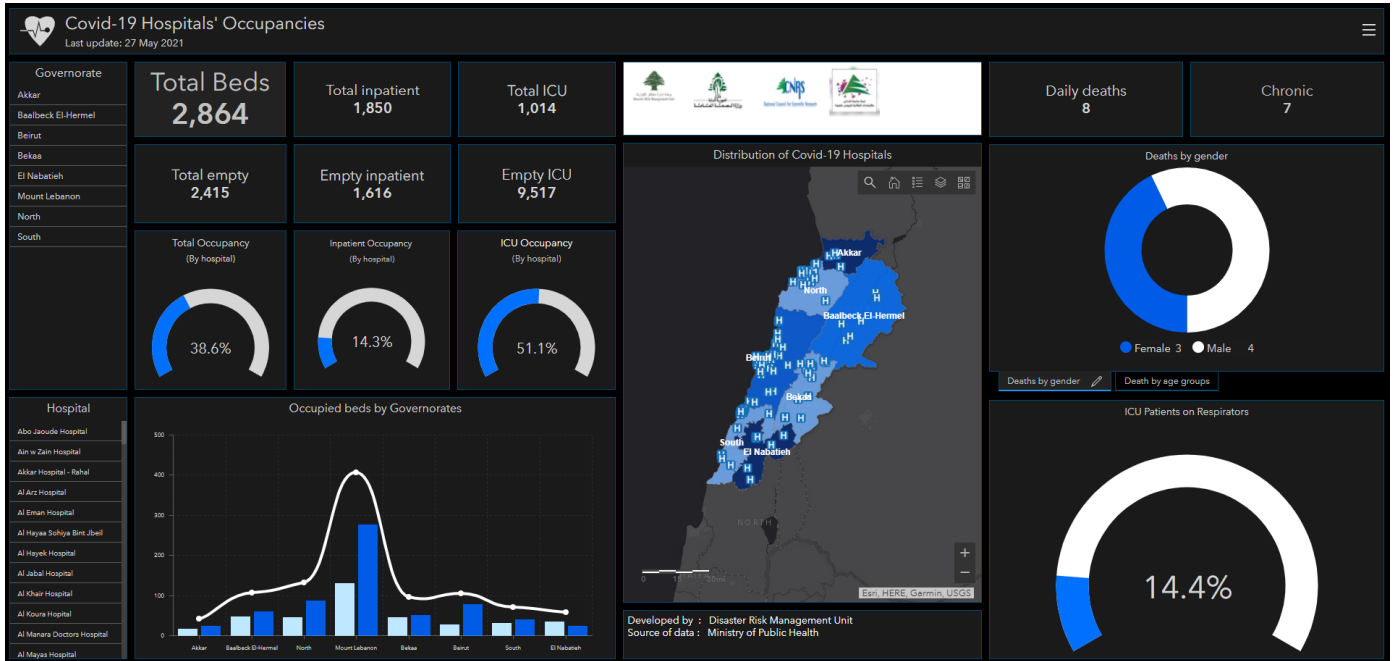 Covid-19 Hospitals' Occupancies
Last update: 27 May 2021
Governorate
Akkar
Baalbeck El-Hermel
Beirut
Bekaa
El Nabatieh
Mount Lebanon
North
South
Total Beds
2,864
Total inpatient
1,850
Total ICU
1,014
Total empty
2,415
Empty inpatient
1,616
Empty ICU
9,517
Total Occupancy
(By hospital)
38.6%
Inpatient Occupancy
(By hospital)
14.3%
ICU Occupancy
(By hospital)
51.1%
CNRS
National Council for Scientific Research
Distribution of Covid-19 Hospitals
Akkar
North
Baalbeck El-Hermel
Beirut
Bekaa
South
El Nabatieh
NORTH
0 15 30mi
Esri, HERE, Garmin, USGS
Developed by : Disaster Risk Management Unit
Source of data : Ministry of Public Health
Daily deaths
8
Chronic
7
Deaths by gender
Female 3 Male 4
Deaths by gender
Death by age groups
ICU Patients on Respirators
14.4%
Hospital
Abo Jaoude Hospital
Ain w Zain Hospital
Akkar Hospital - Rahal
Al Arz Hospital
Al Eman Hospital
Al Hayaa Sohiya Bint Jbeil
Al Hayek Hospital
Al Jabal Hospital
Al Khair Hospital
Al Koura Hopital
Al Manara Doctors Hospital
Al Mayas Hospital
Occupied beds by Governorates
500
400
300
200
100
0
Akkar Baalbeck El-Hermel North Mount Lebanon Bekaa Beirut South El Nabatieh